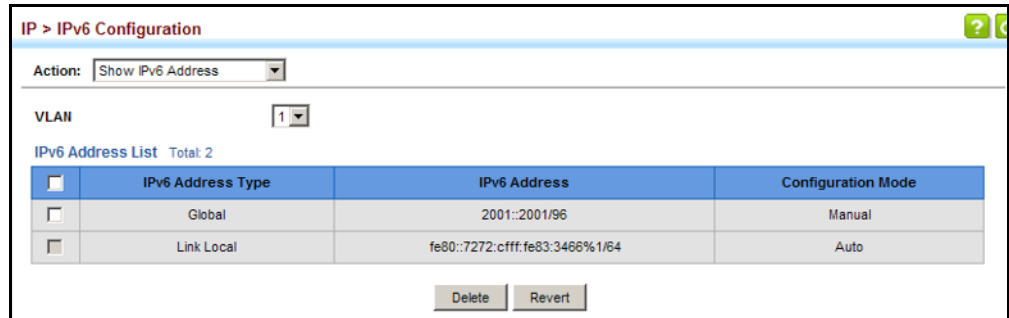 IP > IPv6 Configuration
?
Action: Show IPv6 Address
VLAN 1
IPv6 Address List Total: 2
IPv6 Address Type IPv6 Address Configuration Mode
Global 2001::2001/96 Manual
Link Local fe80::7272:cfff:fe83:3466%1/64 Auto
Delete Revert